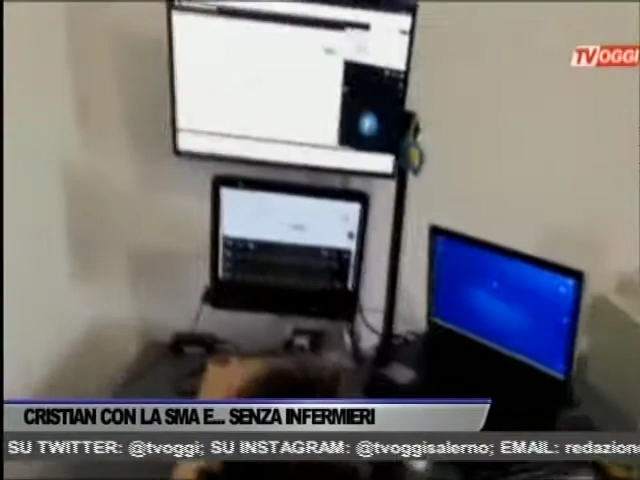 TVOGGI
CRISTIAN CON LA SMA E... SENZA INFERMIERI
SU TWITTER: @tvoggi; SU INSTAGRAM: @tvoggisalerno; EMAIL: redazione